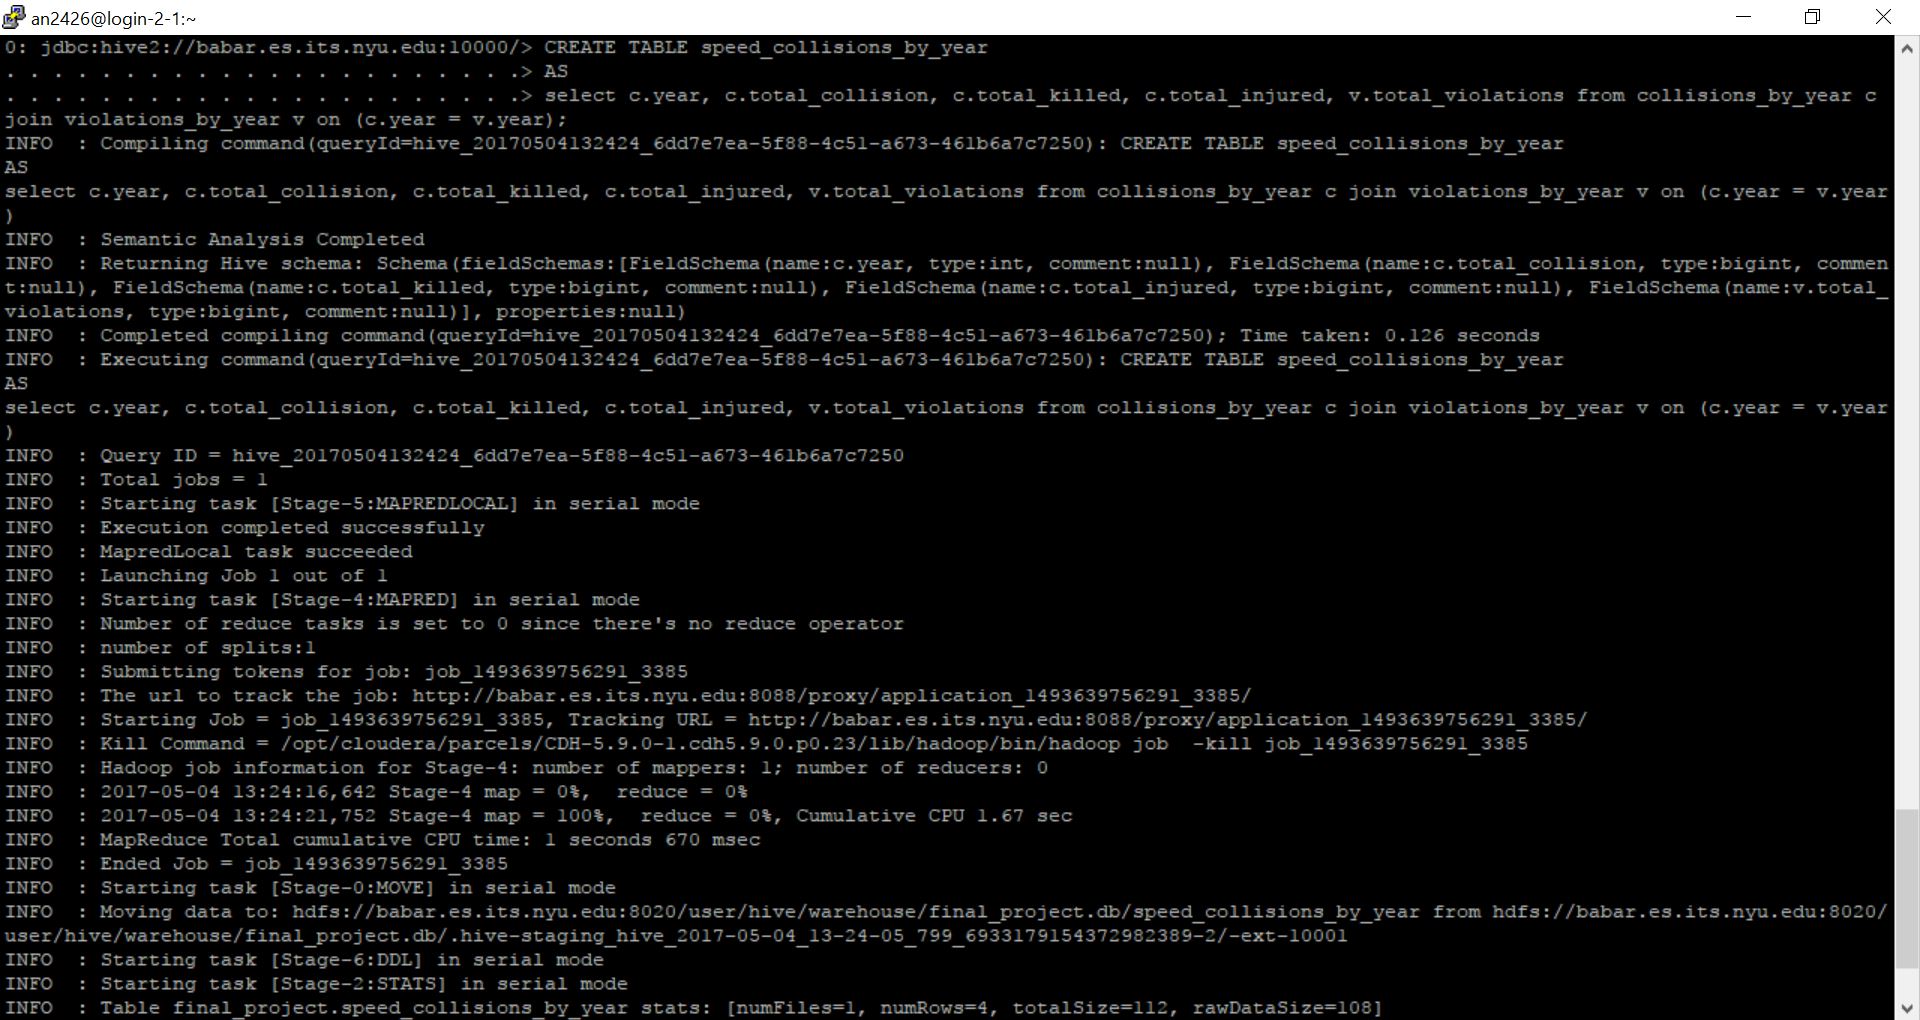 an2426@login-2-1:~
0: jdbc:hive2://babar.es.its.nyu.edu:10000/> CREATE TABLE speed_collisions_by_year
. . . . . . . . . . . . . . . . . . . . . .> AS
. . . . . . . . . . . . . . . . . . . . . .> select c.year, c.total_collision, c.total_killed, c.total_injured, v.total_violations from collisions_by_year c
join violations_by_year v on (c.year = v.year);
INFO  : Compiling command(queryId=hive_20170504132424_6dd7e7ea-5f88-4c51-a673-461b6a7c7250): CREATE TABLE speed_collisions_by_year
AS
select c.year, c.total_collision, c.total_killed, c.total_injured, v.total_violations from collisions_by_year c join violations_by_year v on (c.year = v.year
)
INFO  : Semantic Analysis Completed
INFO  : Returning Hive schema: Schema(fieldSchemas:[FieldSchema(name:c.year, type:int, comment:null), FieldSchema(name:c.total_collision, type:bigint, commen
t:null), FieldSchema(name:c.total_killed, type:bigint, comment:null), FieldSchema(name:c.total_injured, type:bigint, comment:null), FieldSchema(name:v.total_
violations, type:bigint, comment:null)], properties:null)
INFO  : Completed compiling command(queryId=hive_20170504132424_6dd7e7ea-5f88-4c51-a673-461b6a7c7250); Time taken: 0.126 seconds
INFO  : Executing command(queryId=hive_20170504132424_6dd7e7ea-5f88-4c51-a673-461b6a7c7250): CREATE TABLE speed_collisions_by_year
AS
select c.year, c.total_collision, c.total_killed, c.total_injured, v.total_violations from collisions_by_year c join violations_by_year v on (c.year = v.year
)
INFO  : Query ID = hive_20170504132424_6dd7e7ea-5f88-4c51-a673-461b6a7c7250
INFO  : Total jobs = 1
INFO  : Starting task [Stage-5:MAPREDLOCAL] in serial mode
INFO  : Execution completed successfully
INFO  : MapredLocal task succeeded
INFO  : Launching Job 1 out of 1
INFO  : Starting task [Stage-4:MAPRED] in serial mode
INFO  : Number of reduce tasks is set to 0 since there's no reduce operator
INFO  : number of splits:1
INFO  : Submitting tokens for job: job_1493639756291_3385
INFO  : The url to track the job: http://babar.es.its.nyu.edu:8088/proxy/application_1493639756291_3385/
INFO  : Starting Job = job_1493639756291_3385, Tracking URL = http://babar.es.its.nyu.edu:8088/proxy/application_1493639756291_3385/
INFO  : Kill Command = /opt/cloudera/parcels/CDH-5.9.0-1.cdh5.9.0.p0.23/lib/hadoop/bin/hadoop job  -kill job_1493639756291_3385
INFO  : Hadoop job information for Stage-4: number of mappers: 1; number of reducers: 0
INFO  : 2017-05-04 13:24:16,642 Stage-4 map = 0%,  reduce = 0%
INFO  : 2017-05-04 13:24:21,752 Stage-4 map = 100%,  reduce = 0%, Cumulative CPU 1.67 sec
INFO  : MapReduce Total cumulative CPU time: 1 seconds 670 msec
INFO  : Ended Job = job_1493639756291_3385
INFO  : Starting task [Stage-0:MOVE] in serial mode
INFO  : Moving data to: hdfs://babar.es.its.nyu.edu:8020/user/hive/warehouse/final_project.db/speed_collisions_by_year from hdfs://babar.es.its.nyu.edu:8020/
user/hive/warehouse/final_project.db/.hive-staging_hive_2017-05-04_13-24-05_799_6933179154372982389-2/-ext-10001
INFO  : Starting task [Stage-6:DDL] in serial mode
INFO  : Starting task [Stage-2:STATS] in serial mode
INFO  : Table final_project.speed_collisions_by_year stats: [numFiles=1, numRows=4, totalSize=112, rawDataSize=108]